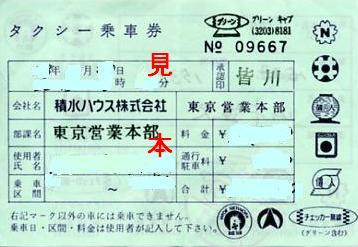 タクシー乗車券
グリーン
グリーン キャブ
(3203)8181
No 09667
年 月 日
時 分
見本
承認印
皆川
会社名 積水ハウス株式会社 東京営業本部
部課名 東京営業本部 料金 ¥
使用者氏名 通行駐車料 ¥
乗車区間 ～ 合計 ¥
右記マーク以外の車には乗車できません。
乗車日・区間・料金は使用者が記入して下さい。
チェッカー無線
(グリーン含む)